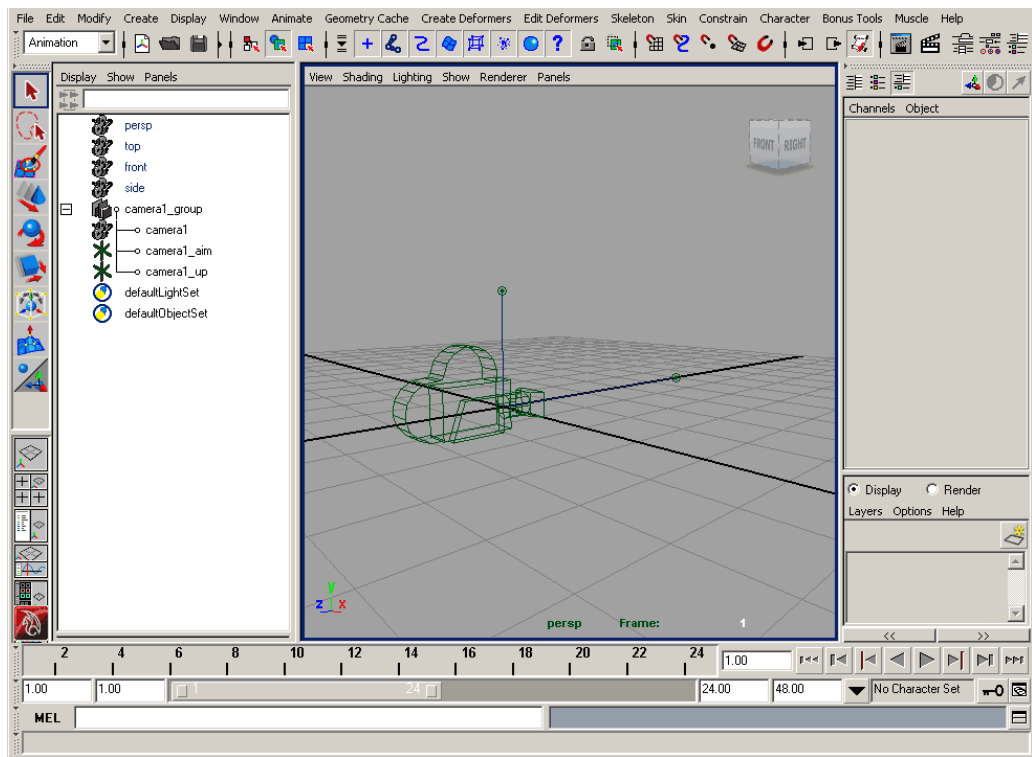 File Edit Modify Create Display Window Animate Geometry Cache Create Deformers Edit Deformers Skeleton Skin Constrain Character Bonus Tools Muscle Help
Animation
Display Show Panels
View Shading Lighting Show Renderer Panels
Channels Object
persp
top
front
side
camera1_group
camera1
camera1_aim
camera1_up
defaultLightSet
defaultObjectSet
FRONT RIGHT
Display Render
Layers Options Help
y
z x
persp Frame: 1
<< >>
2 4 6 8 10 12 14 16 18 20 22 24 1.00
1.00 1.00 1 24 24.00 48.00 No Character Set
MEL